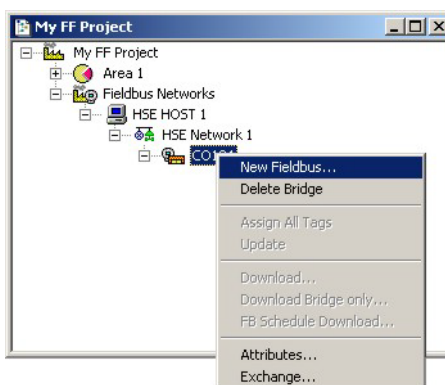 My FF Project
My FF Project
Area 1
Fieldbus Networks
HSE HOST 1
HSE Network 1
New Fieldbus...
Delete Bridge
Assign All Tags
Update
Download...
Download Bridge only...
FB Schedule Download...
Attributes...
Exchange...